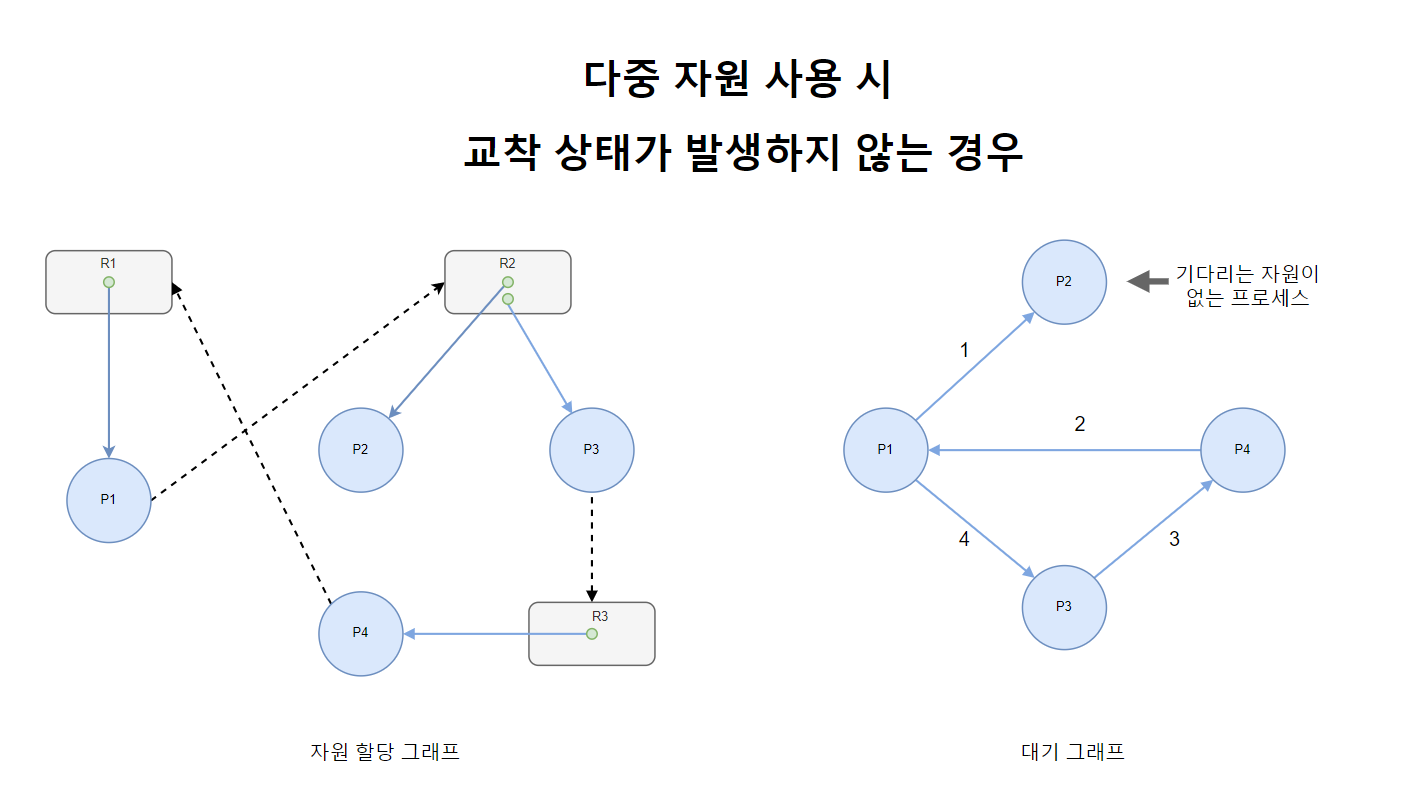 다중 자원 사용 시
교착 상태가 발생하지 않는 경우
R1
R2
P2
P3
P1
P4
R3
자원 할당 그래프
P2
기다리는 자원이
없는 프로세스
1
2
P1
P4
4
3
P3
대기 그래프